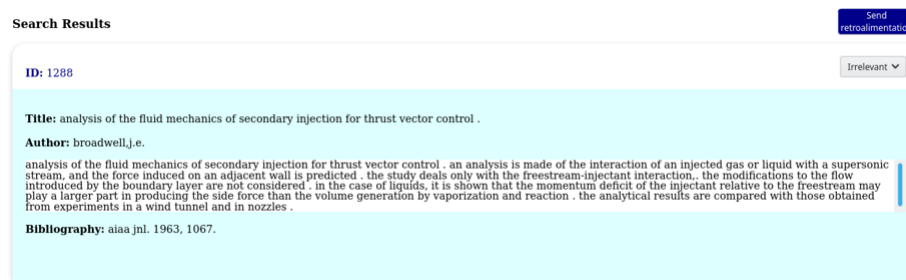 Search Results
Send
retroalimentatio
ID: 1288
Irrelevant
Title: analysis of the fluid mechanics of secondary injection for thrust vector control .
Author: broadwell,j.e.
analysis of the fluid mechanics of secondary injection for thrust vector control . an analysis is made of the interaction of an injected gas or liquid with a supersonic
stream, and the force induced on an adjacent wall is predicted . the study deals only with the freestream-injectant interaction,. the modifications to the flow
introduced by the boundary layer are not considered . in the case of liquids, it is shown that the momentum deficit of the injectant relative to the freestream may
play a larger part in producing the side force than the volume generation by vaporization and reaction . the analytical results are compared with those obtained
from experiments in a wind tunnel and in nozzles .
Bibliography: aiaa jnl. 1963, 1067.